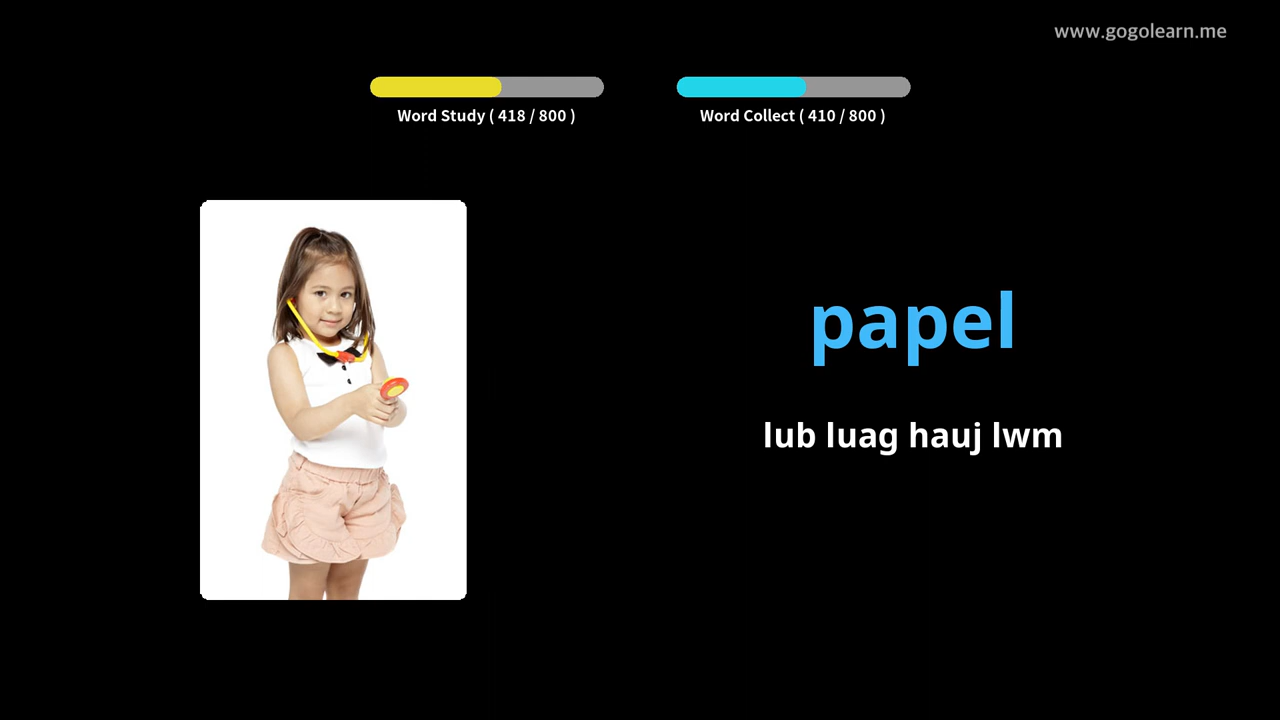 www.gogolearn.me
Word Study ( 418 / 800 )
Word Collect ( 410 / 800 )
papel
lub luag hauj lwm